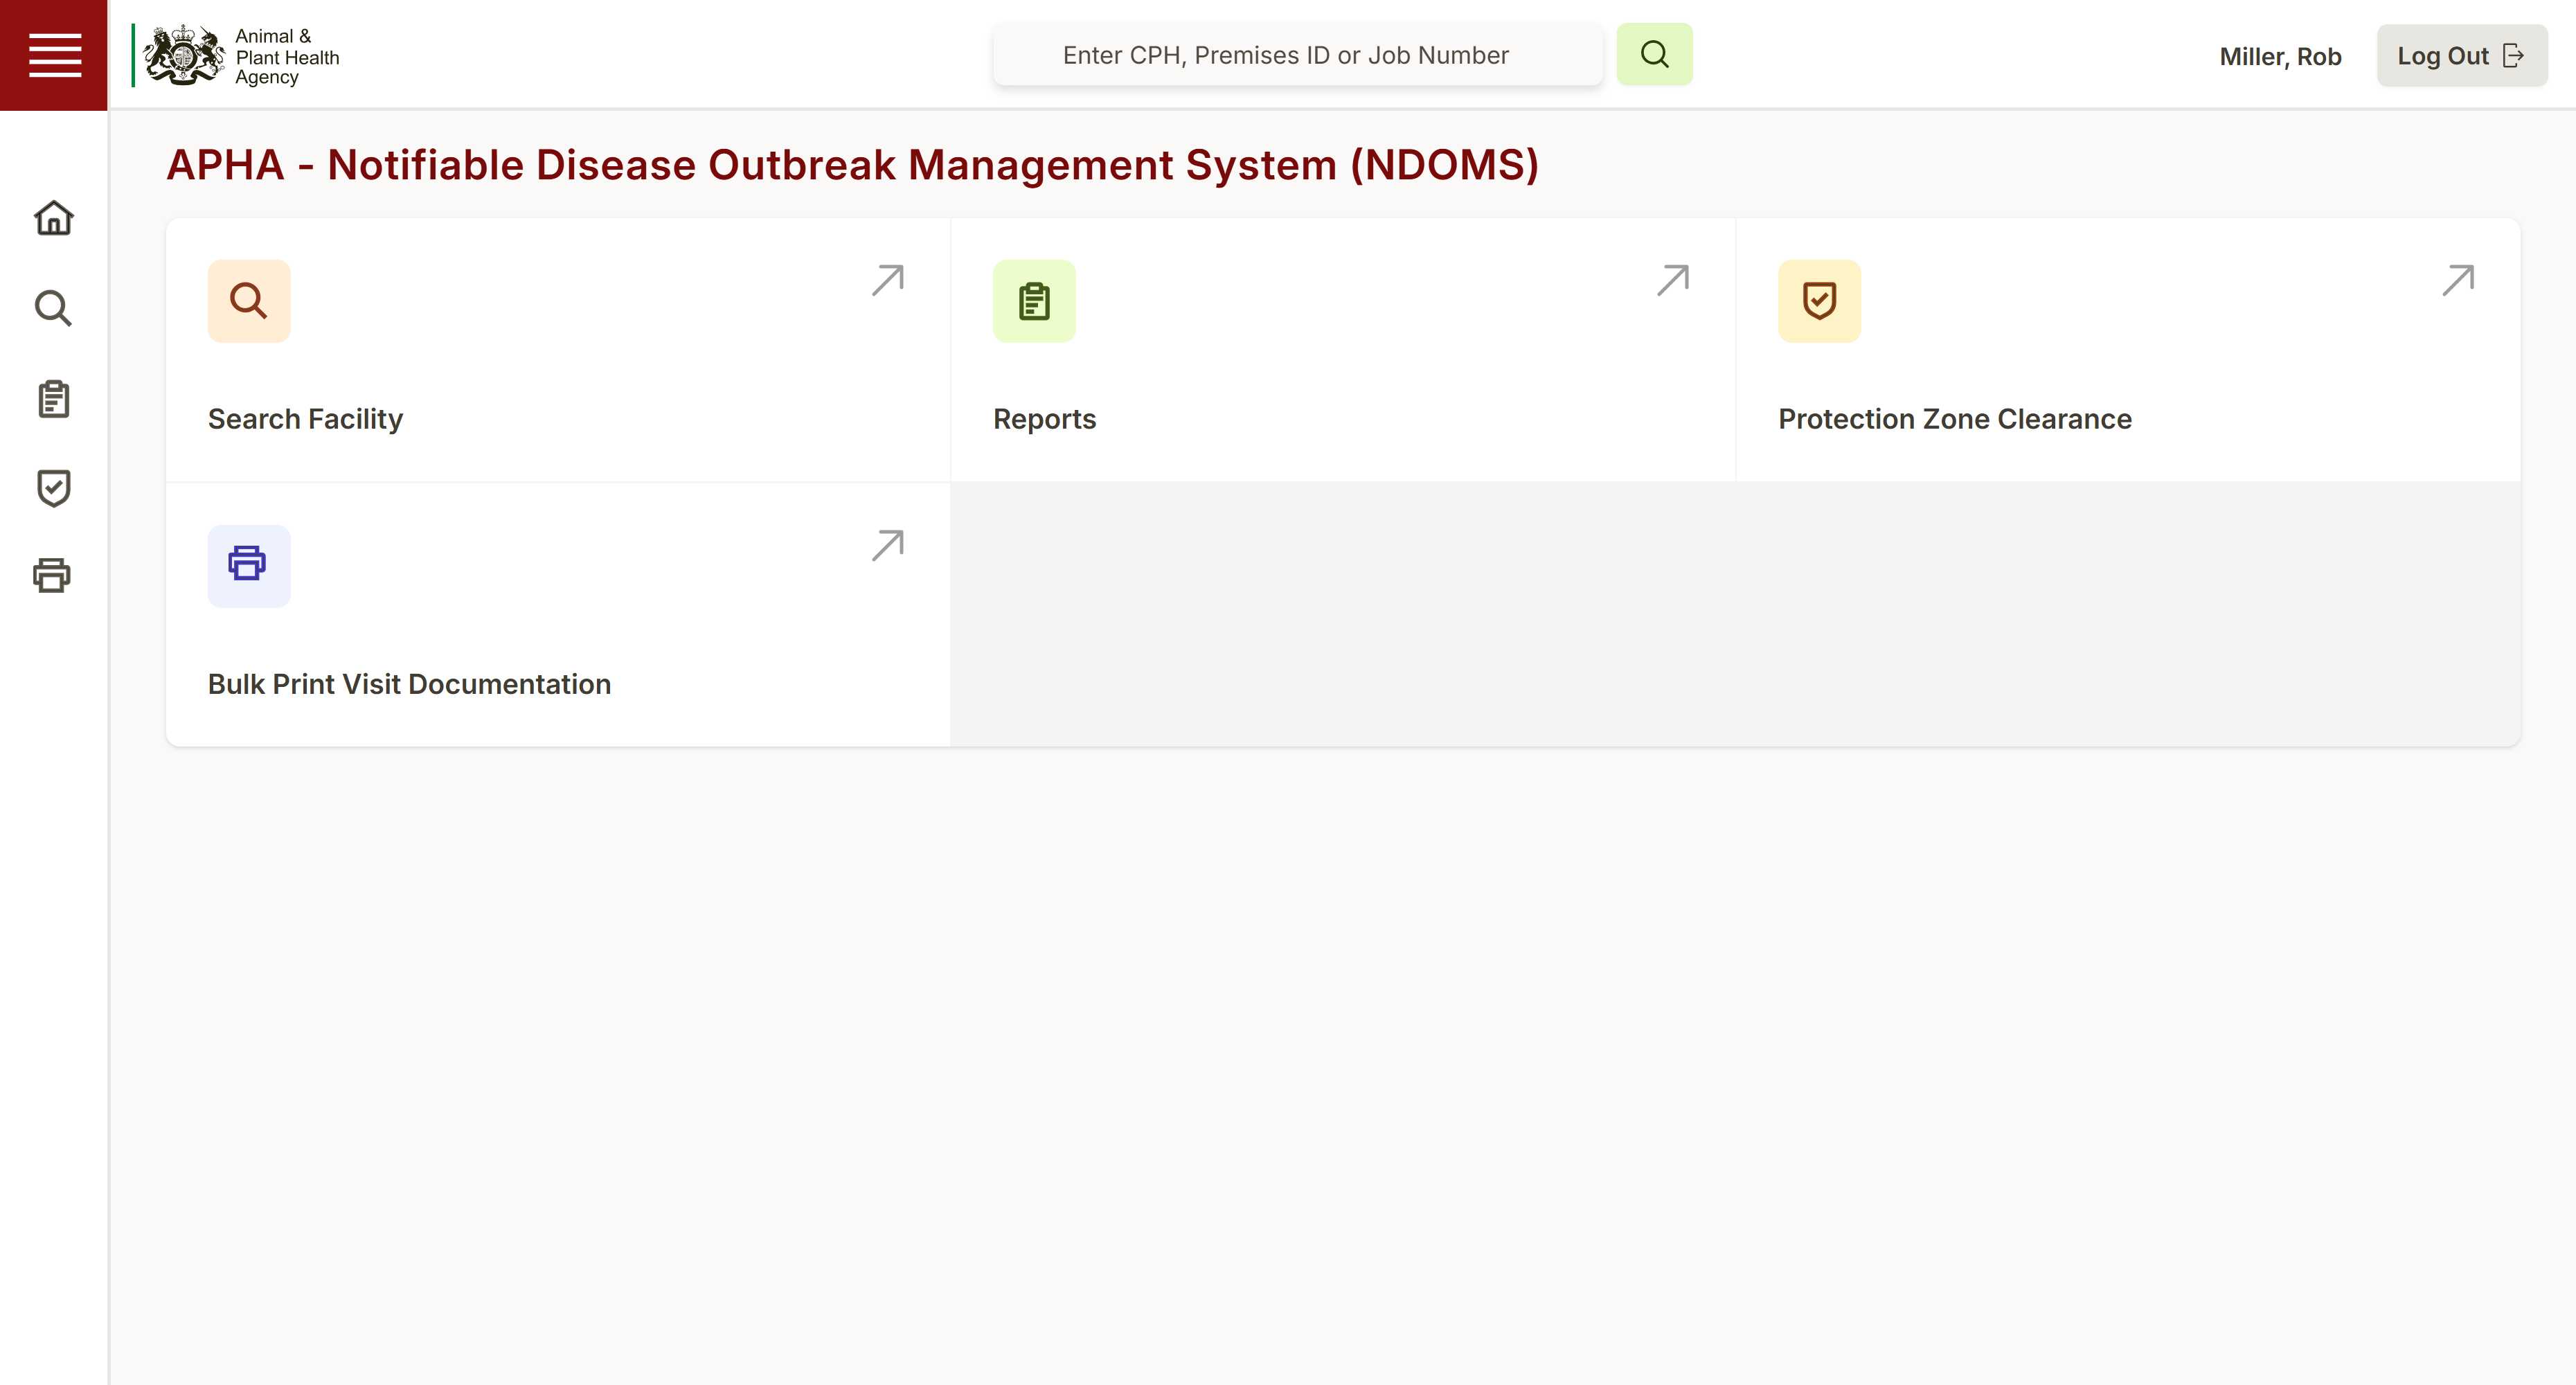 Animal &
Plant Health
Agency
Enter CPH, Premises ID or Job Number
Miller, Rob
Log Out
APHA - Notifiable Disease Outbreak Management System (NDOMS)
Search Facility
Reports
Protection Zone Clearance
Bulk Print Visit Documentation